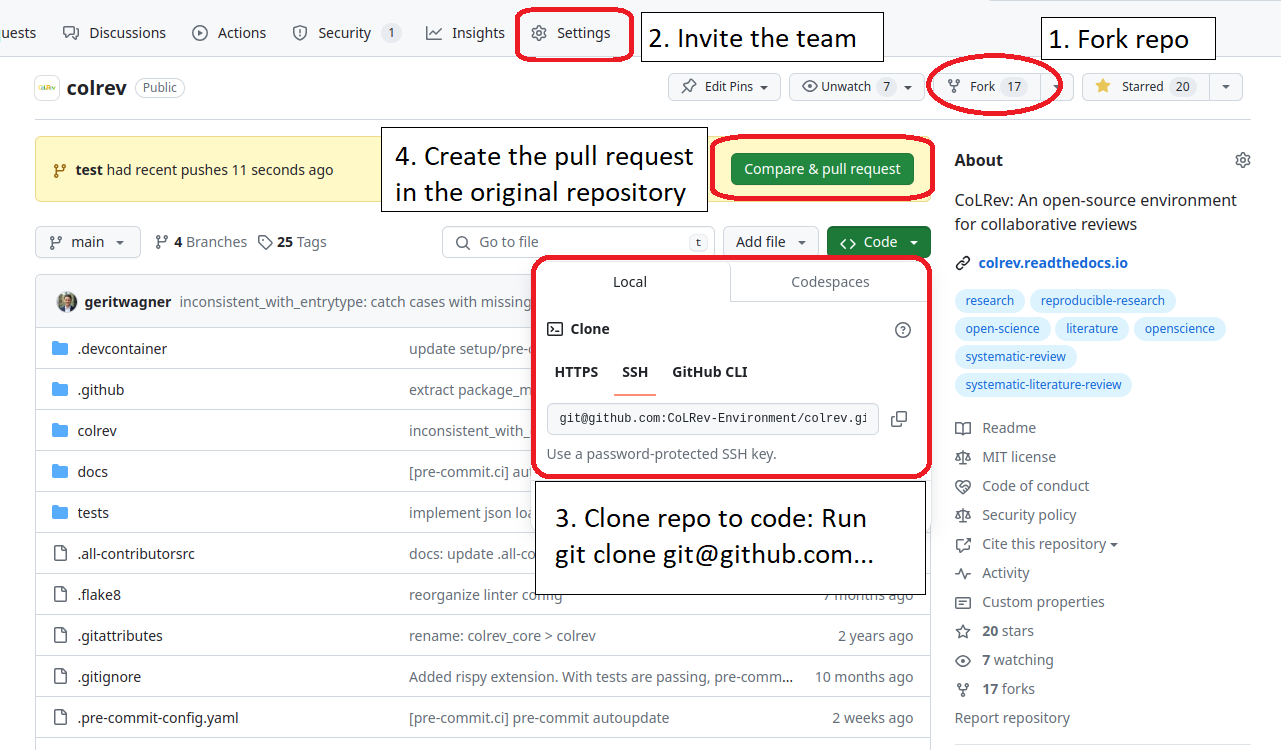 uests Discussions Actions Security 1 Insights Settings
2. Invite the team
1. Fork repo
colrev Public
Edit Pins Unwatch 7 Fork 17 Starred 20
test had recent pushes 11 seconds ago
4. Create the pull request
in the original repository
Compare & pull request
main 4 Branches 25 Tags
Go to file t Add file <> Code
Local Codespaces
Clone
HTTPS SSH GitHub CLI
git@github.com:CoLRev-Environment/colrev.gi
Use a password-protected SSH key.
3. Clone repo to code: Run
git clone git@github.com...
geritwagner inconsistent_with_entrytype: catch cases with missing
.devcontainer update setup/pre-c
.github extract package_m
colrev inconsistent_with_
docs [pre-commit.ci] aut
tests implement json loa
.all-contributorsrc docs: update .all-co
.flake8 reorganize linter config 7 months ago
.gitattributes rename: colrev_core > colrev 2 years ago
.gitignore Added rispy extension. With tests are passing, pre-comm... 10 months ago
.pre-commit-config.yaml [pre-commit.ci] pre-commit autoupdate 2 weeks ago
About
CoLRev: An open-source environment
for collaborative reviews
colrev.readthedocs.io
research reproducible-research
open-science literature openscience
systematic-review
systematic-literature-review
Readme
MIT license
Code of conduct
Security policy
Cite this repository
Activity
Custom properties
20 stars
7 watching
17 forks
Report repository